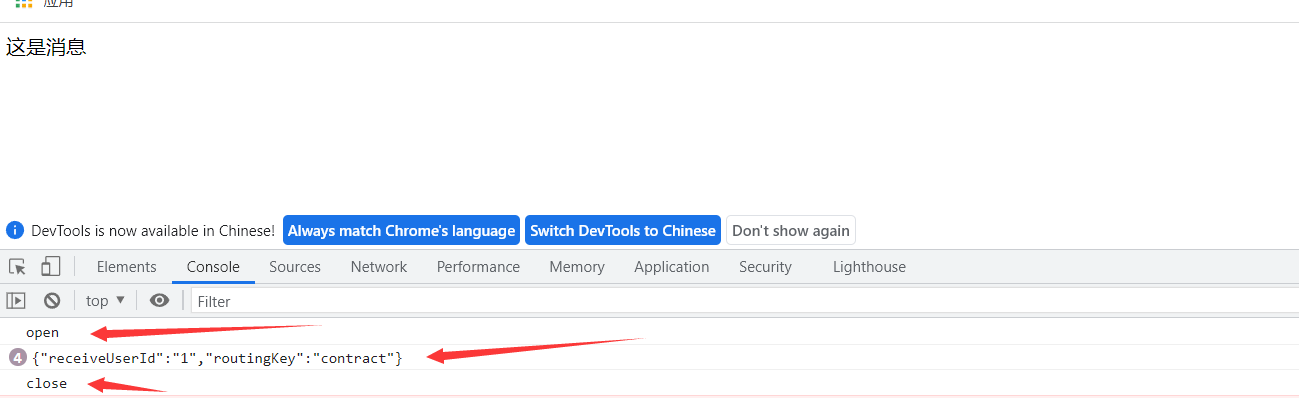 应用
这是消息
DevTools is now available in Chinese! Always match Chrome's language Switch DevTools to Chinese Don't show again
Elements Console Sources Network Performance Memory Application Security Lighthouse
top Filter
open
4 {"receiveUserId":"1","routingKey":"contract"}
close